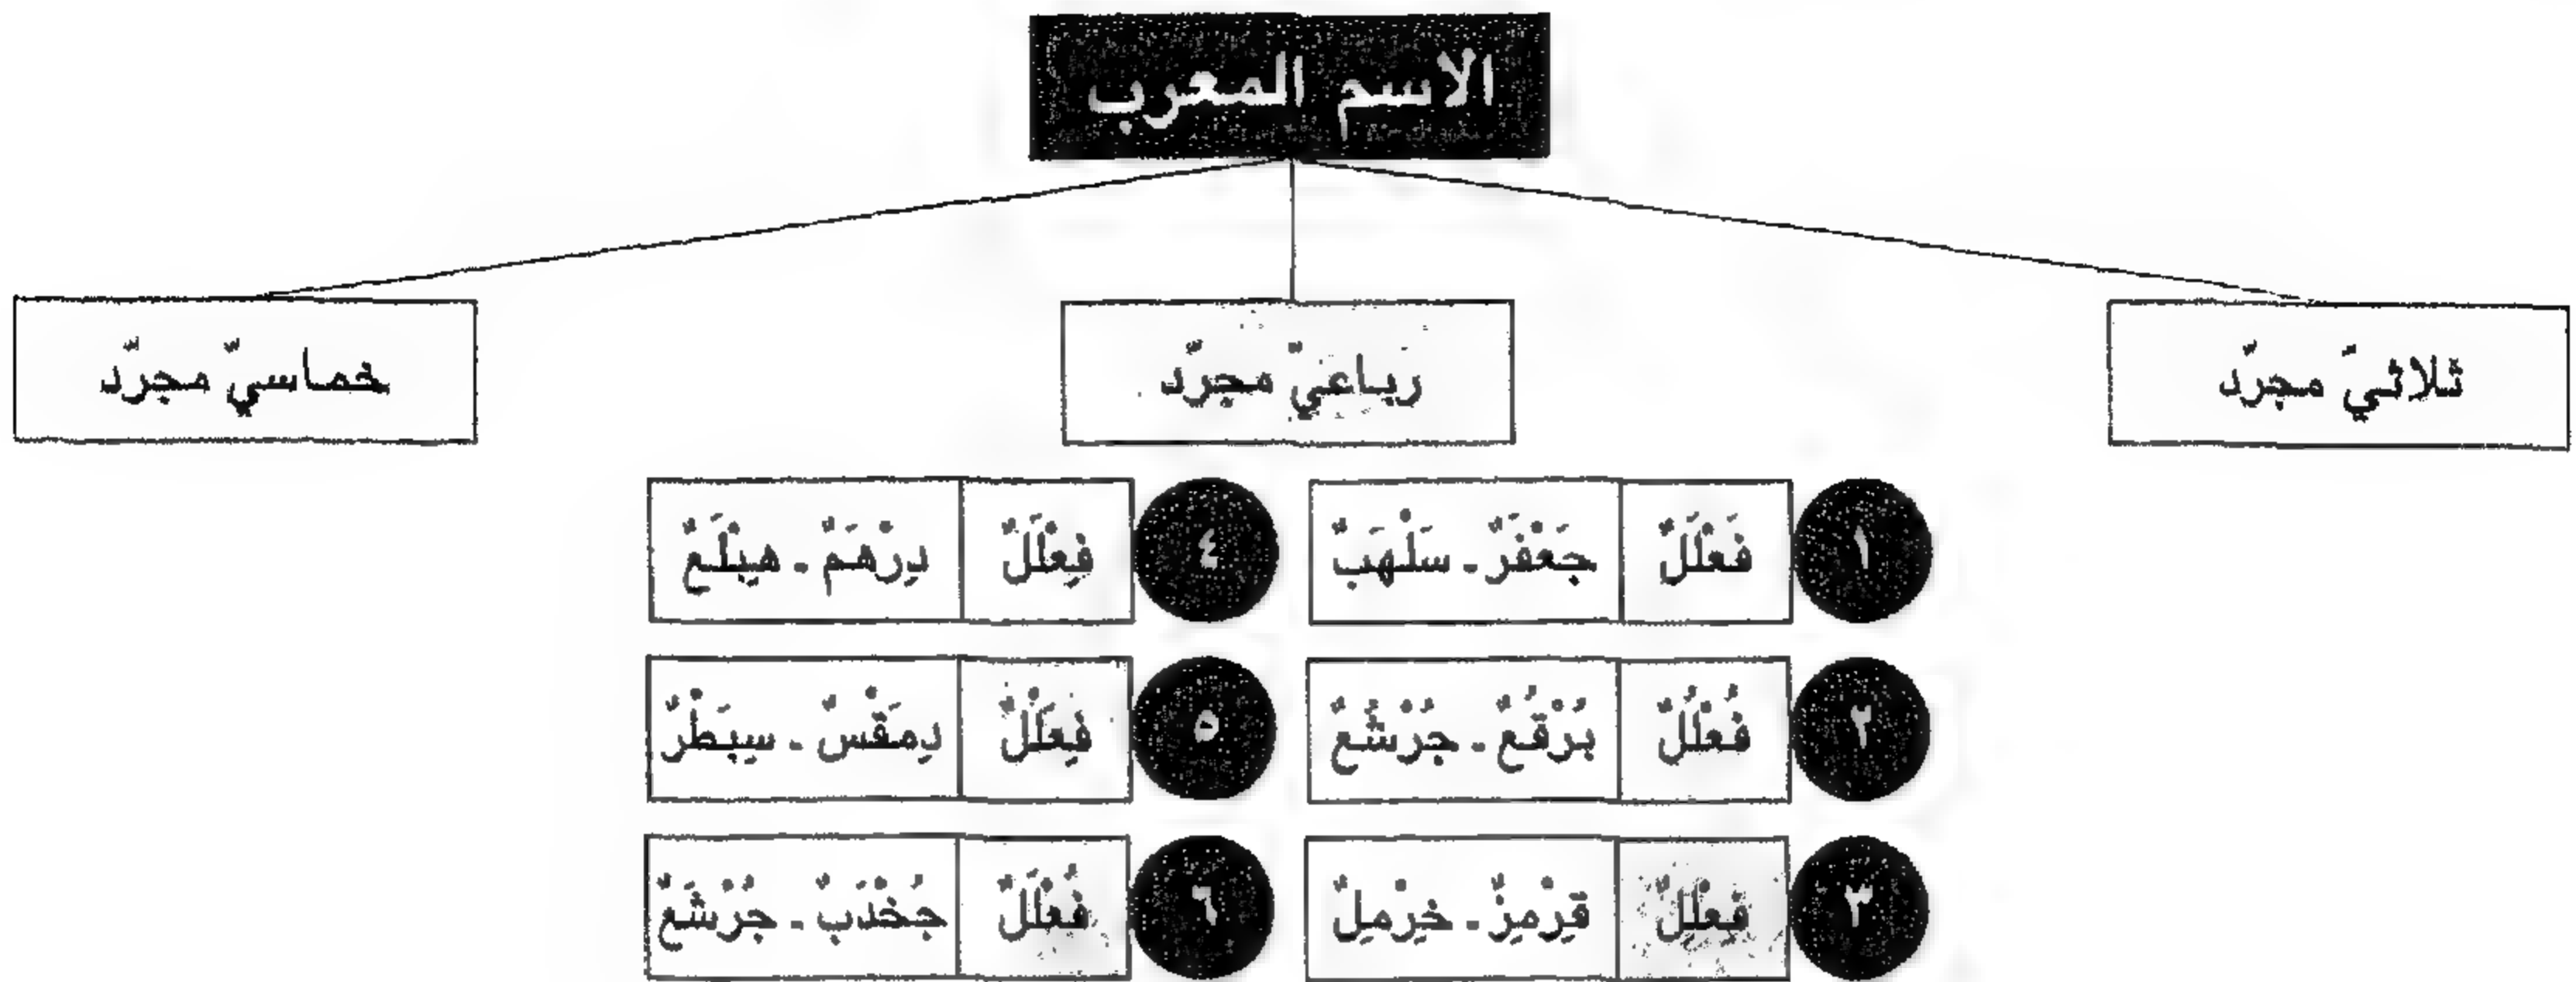 الاسم المعرب
ثلاثيّ مجرّد رباعيّ مجرّد خماسيّ مجرّد
١ فَعْلَلٌ جَعْفَرٌ - سَلْهَبٌ ٤ فِعْلَلٌ دِرْهَمٌ - هِبْلَعٌ
٢ فُعْلُلٌ بُرْقُعٌ - جُرْشُعٌ ٥ فِعَلْلٌ دِمَقْسٌ - سِبَطْرٌ
٣ فِعْلِلٌ قِرْمِزٌ - خِرْمِلٌ ٦ فُعْلَلٌ جُخْدَبٌ - جُرْشَعٌ